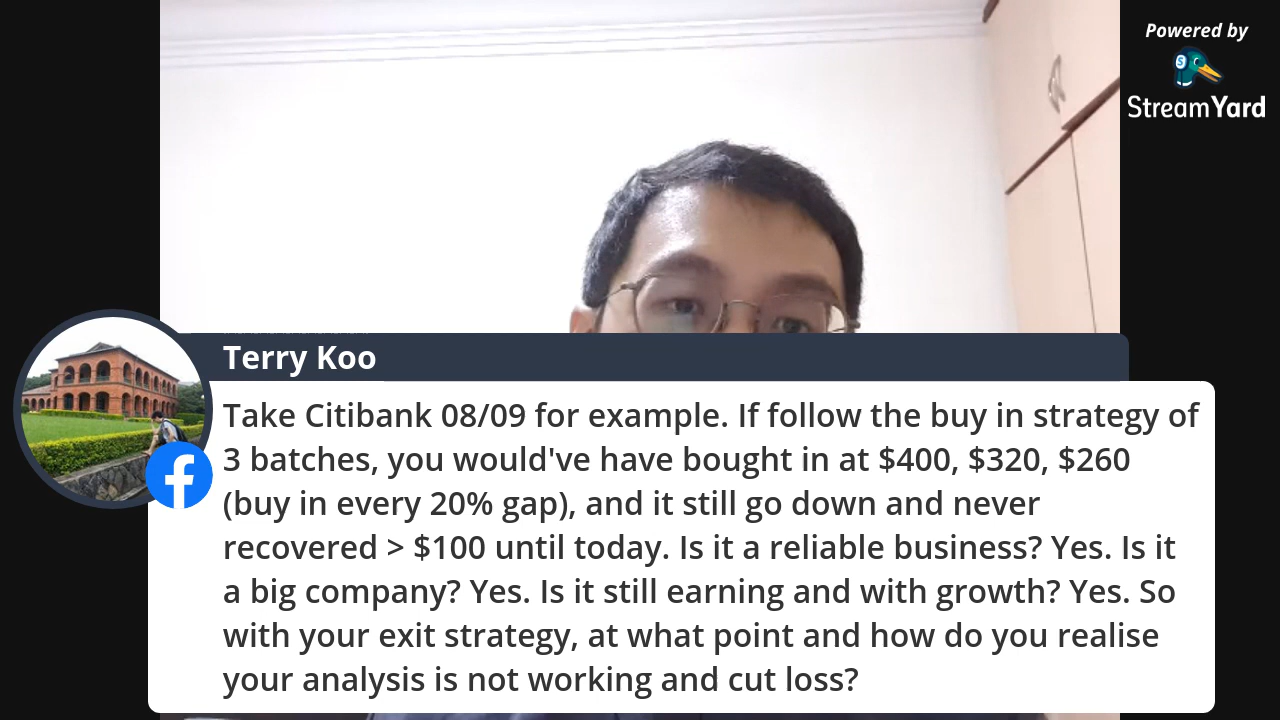 Powered by
StreamYard
Terry Koo
Take Citibank 08/09 for example. If follow the buy in strategy of
3 batches, you would've have bought in at $400, $320, $260
(buy in every 20% gap), and it still go down and never
recovered > $100 until today. Is it a reliable business? Yes. Is it
a big company? Yes. Is it still earning and with growth? Yes. So
with your exit strategy, at what point and how do you realise
your analysis is not working and cut loss?